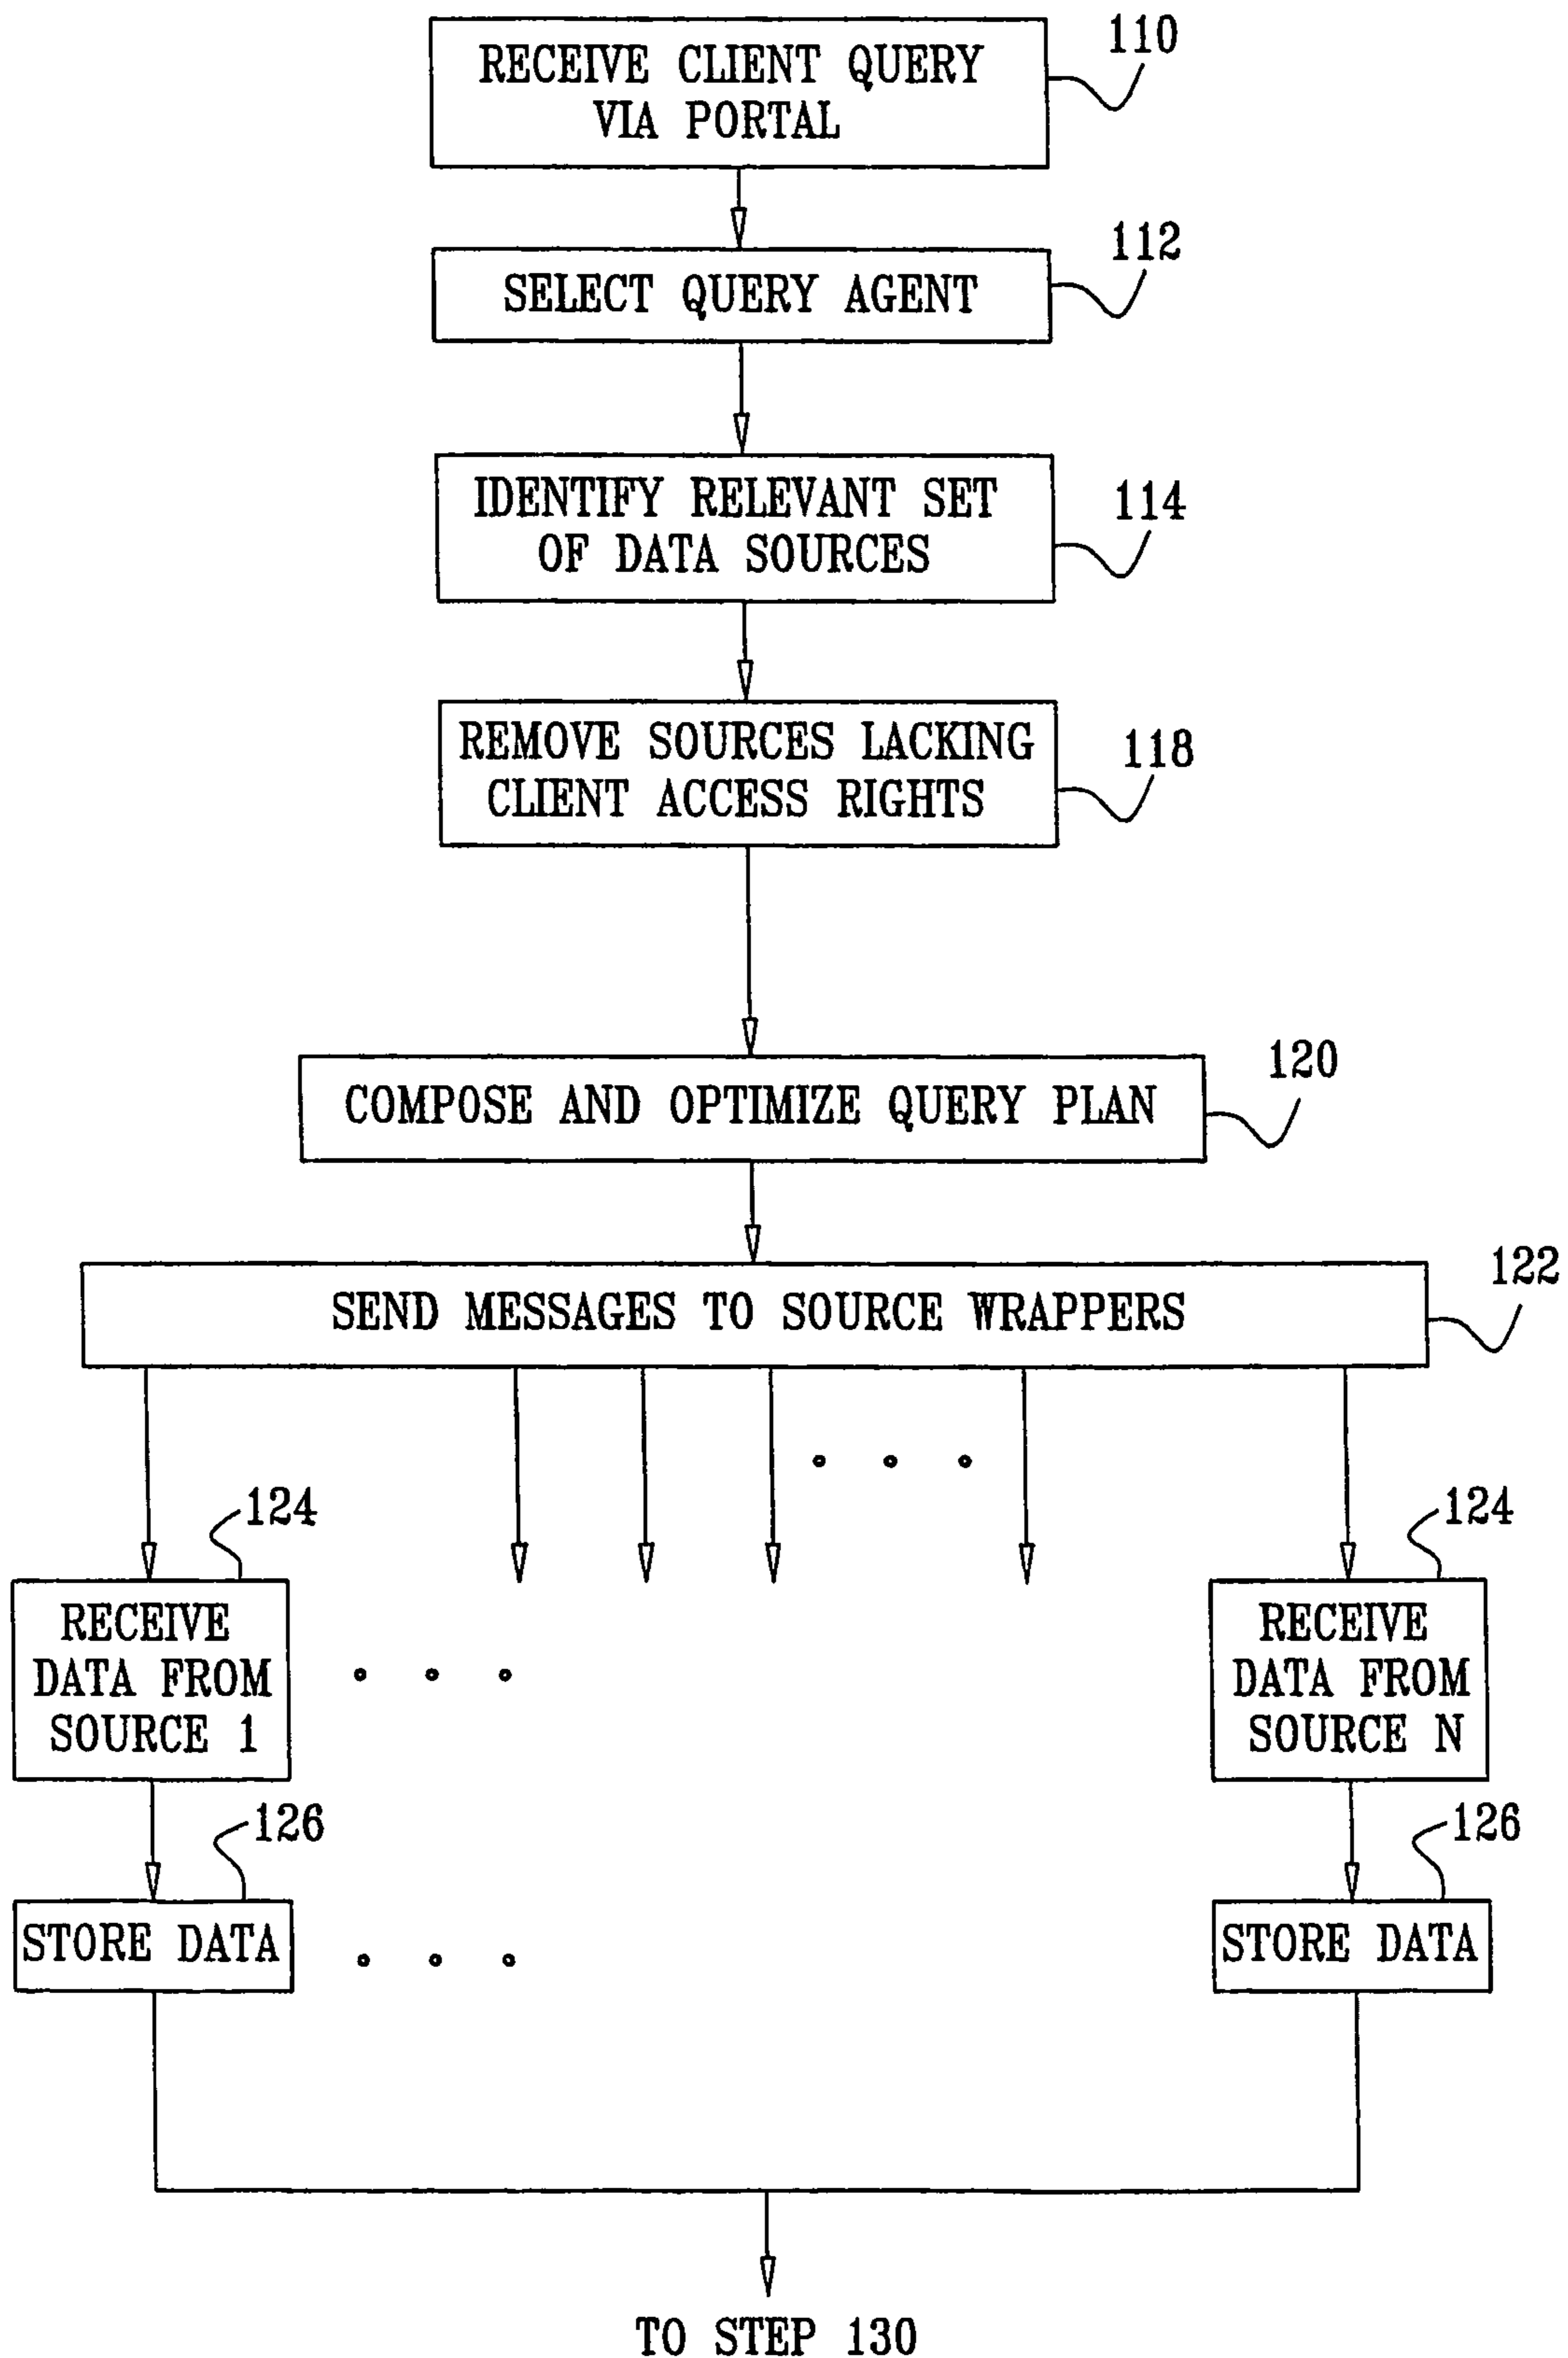 RECEIVE CLIENT QUERY
VIA PORTAL
110
SELECT QUERY AGENT
112
IDENTIFY RELEVANT SET
OF DATA SOURCES
114
REMOVE SOURCES LACKING
CLIENT ACCESS RIGHTS
118
COMPOSE AND OPTIMIZE QUERY PLAN
120
SEND MESSAGES TO SOURCE WRAPPERS
122
124
RECEIVE
DATA FROM
SOURCE 1
124
RECEIVE
DATA FROM
SOURCE N
126
STORE DATA
126
STORE DATA
TO STEP 130